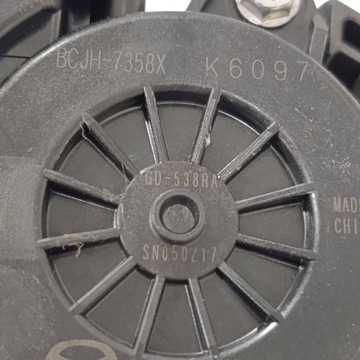 BCJH-7358X K6097
GD-538RA
SN050Z17
MAD
CHI